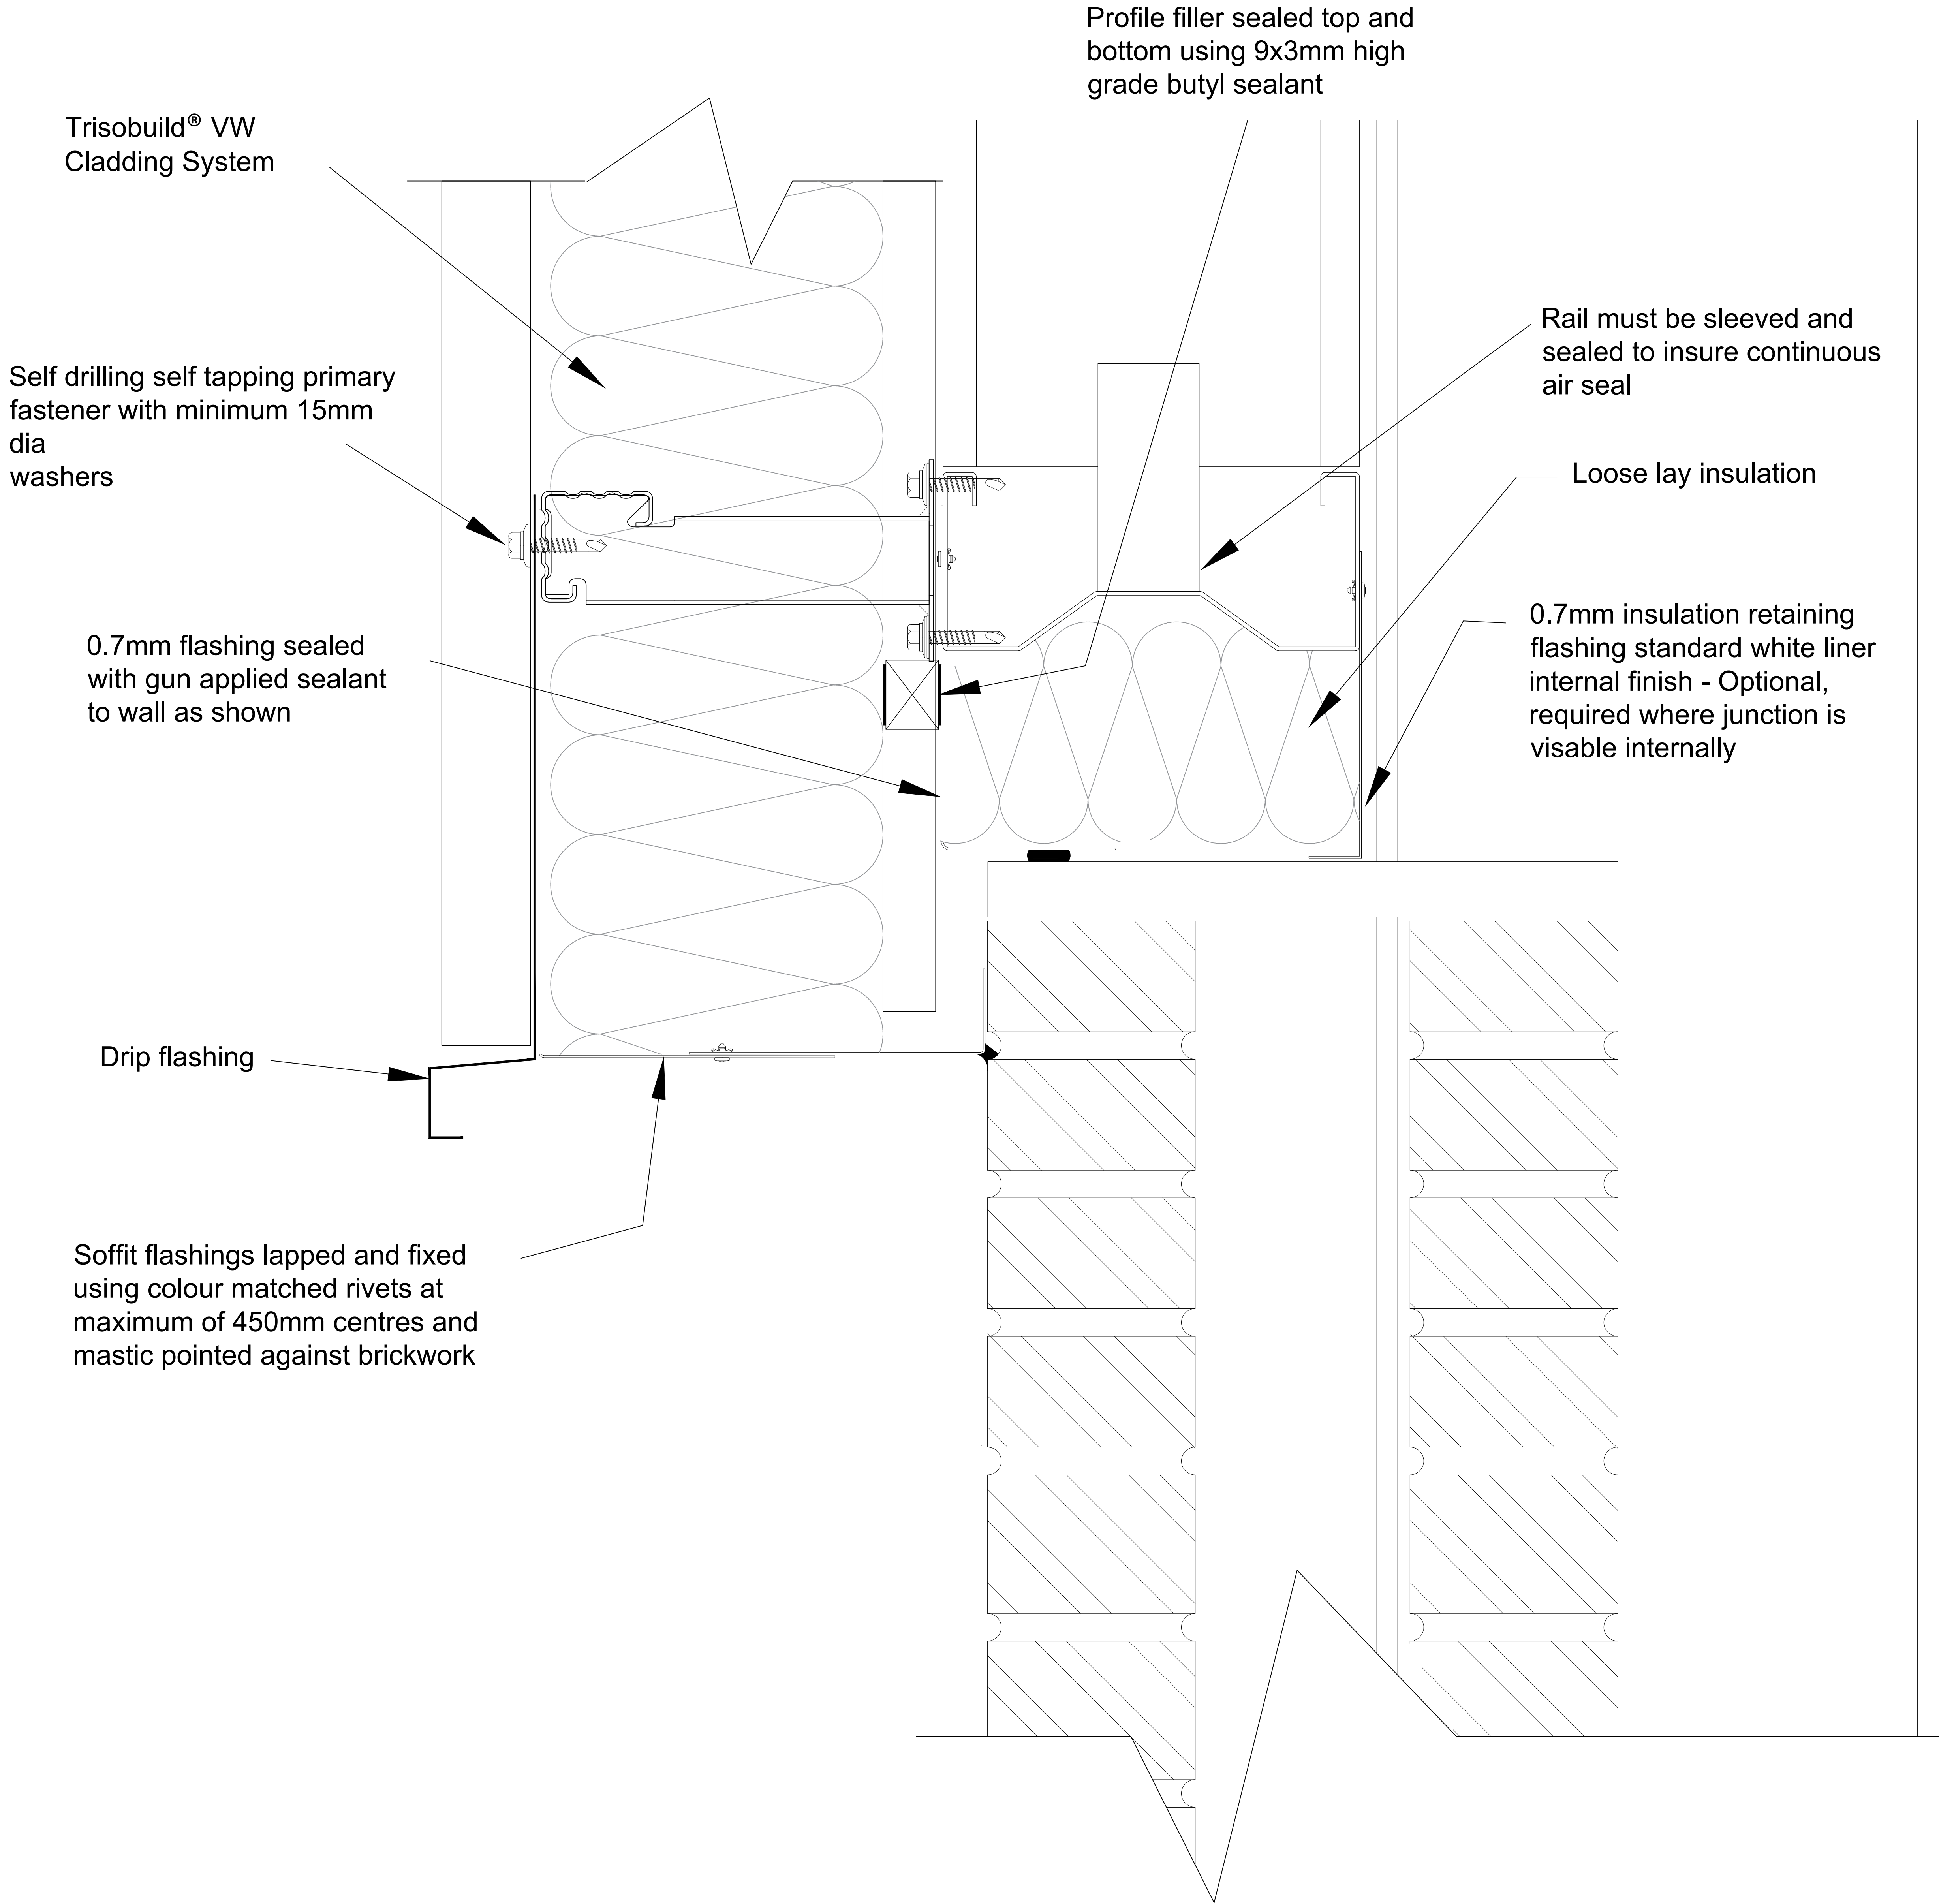 Profile filler sealed top and
bottom using 9x3mm high
grade butyl sealant
Trisobuild® VW
Cladding System
Rail must be sleeved and
sealed to insure continuous
air seal
Self drilling self tapping primary
fastener with minimum 15mm
dia
washers
Loose lay insulation
0.7mm flashing sealed
with gun applied sealant
to wall as shown
0.7mm insulation retaining
flashing standard white liner
internal finish - Optional,
required where junction is
visable internally
Drip flashing
Soffit flashings lapped and fixed
using colour matched rivets at
maximum of 450mm centres and
mastic pointed against brickwork